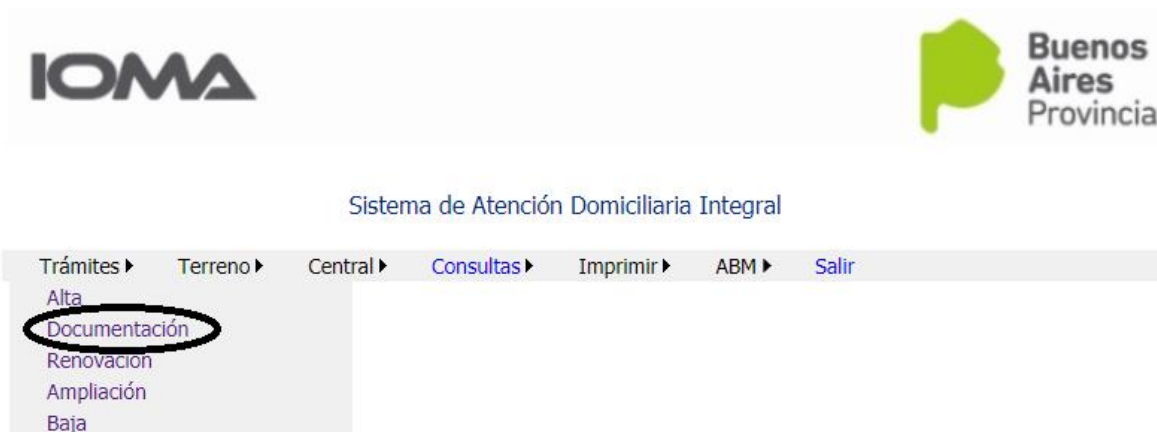 IOMA
Buenos
Aires
Provincia
Sistema de Atención Domiciliaria Integral
Trámites Terreno Central Consultas Imprimir ABM Salir
Alta
Documentación
Renovación
Ampliación
Baja